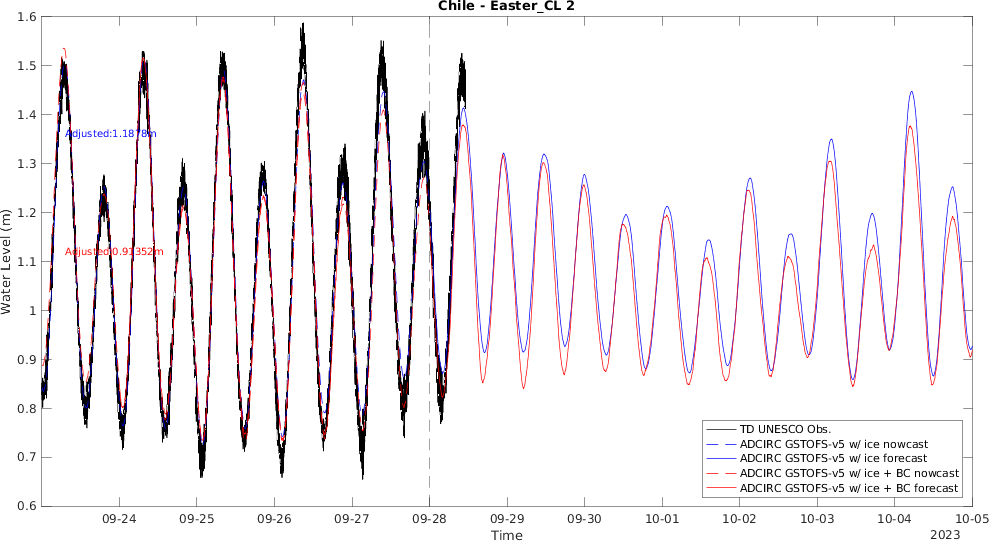 Chile - Easter_CL 2
1.6
1.5
1.4
1.3
1.2
1.1
1
0.9
0.8
0.7
0.6
Water Level (m)
Adjusted:1.1878m
Adjusted:0.91352m
TD UNESCO Obs.
ADCIRC GSTOFS-v5 w/ ice nowcast
ADCIRC GSTOFS-v5 w/ ice forecast
ADCIRC GSTOFS-v5 w/ ice + BC nowcast
ADCIRC GSTOFS-v5 w/ ice + BC forecast
09-24 09-25 09-26 09-27 09-28 09-29 09-30 10-01 10-02 10-03 10-04 10-05
Time
2023